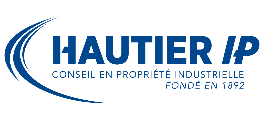 HAUTIER IP
CONSEIL EN PROPRIÉTÉ INDUSTRIELLE
FONDÉ EN 1892